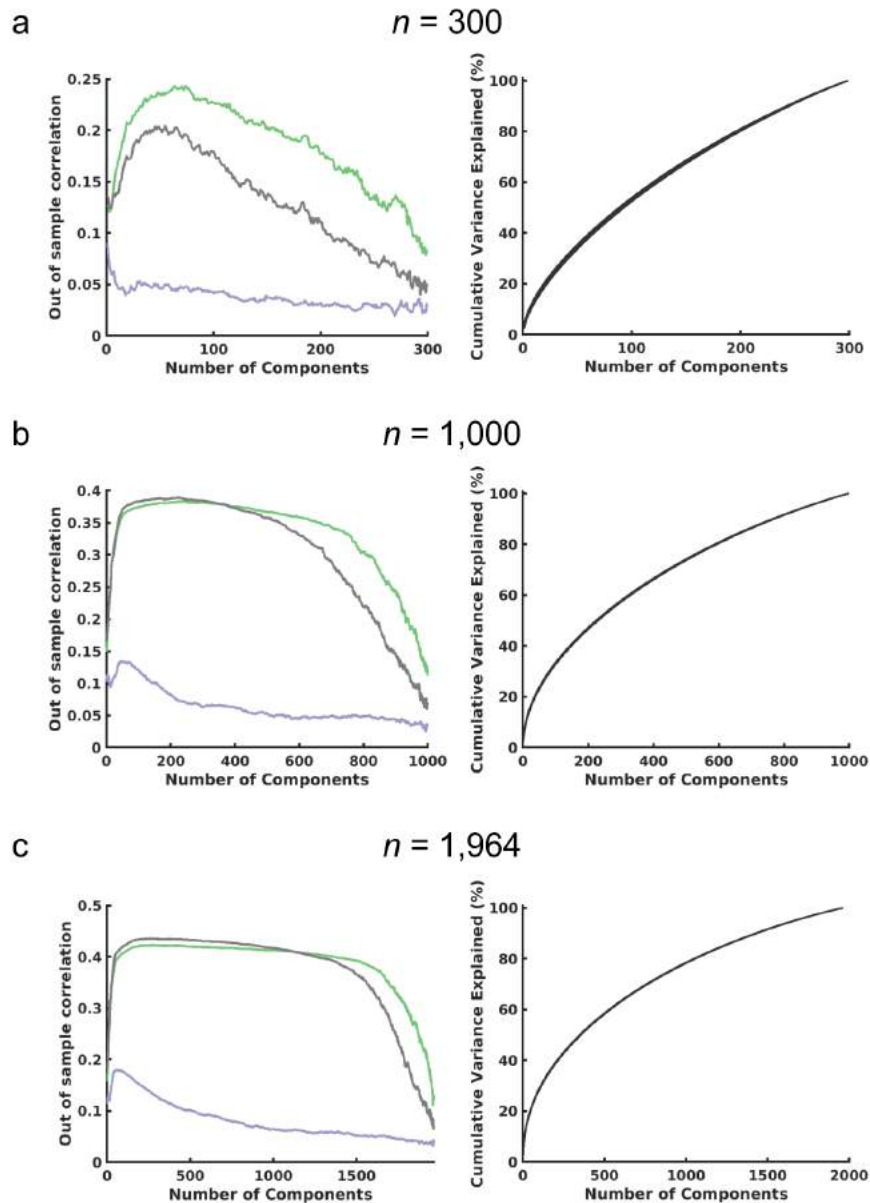 a
n = 300
Out of sample correlation
0.25
0.2
0.15
0.1
0.05
0
0 100 200 300
Number of Components
Cumulative Variance Explained (%)
100
80
60
40
20
0
0 100 200 300
Number of Components
b
n = 1,000
Out of sample correlation
0.4
0.35
0.3
0.25
0.2
0.15
0.1
0.05
0
0 200 400 600 800 1000
Number of Components
Cumulative Variance Explained (%)
100
80
60
40
20
0
0 200 400 600 800 1000
Number of Components
c
n = 1,964
Out of sample correlation
0.5
0.4
0.3
0.2
0.1
0
0 500 1000 1500
Number of Components
Cumulative Variance Explained (%)
100
80
60
40
20
0
0 500 1000 1500 2000
Number of Components